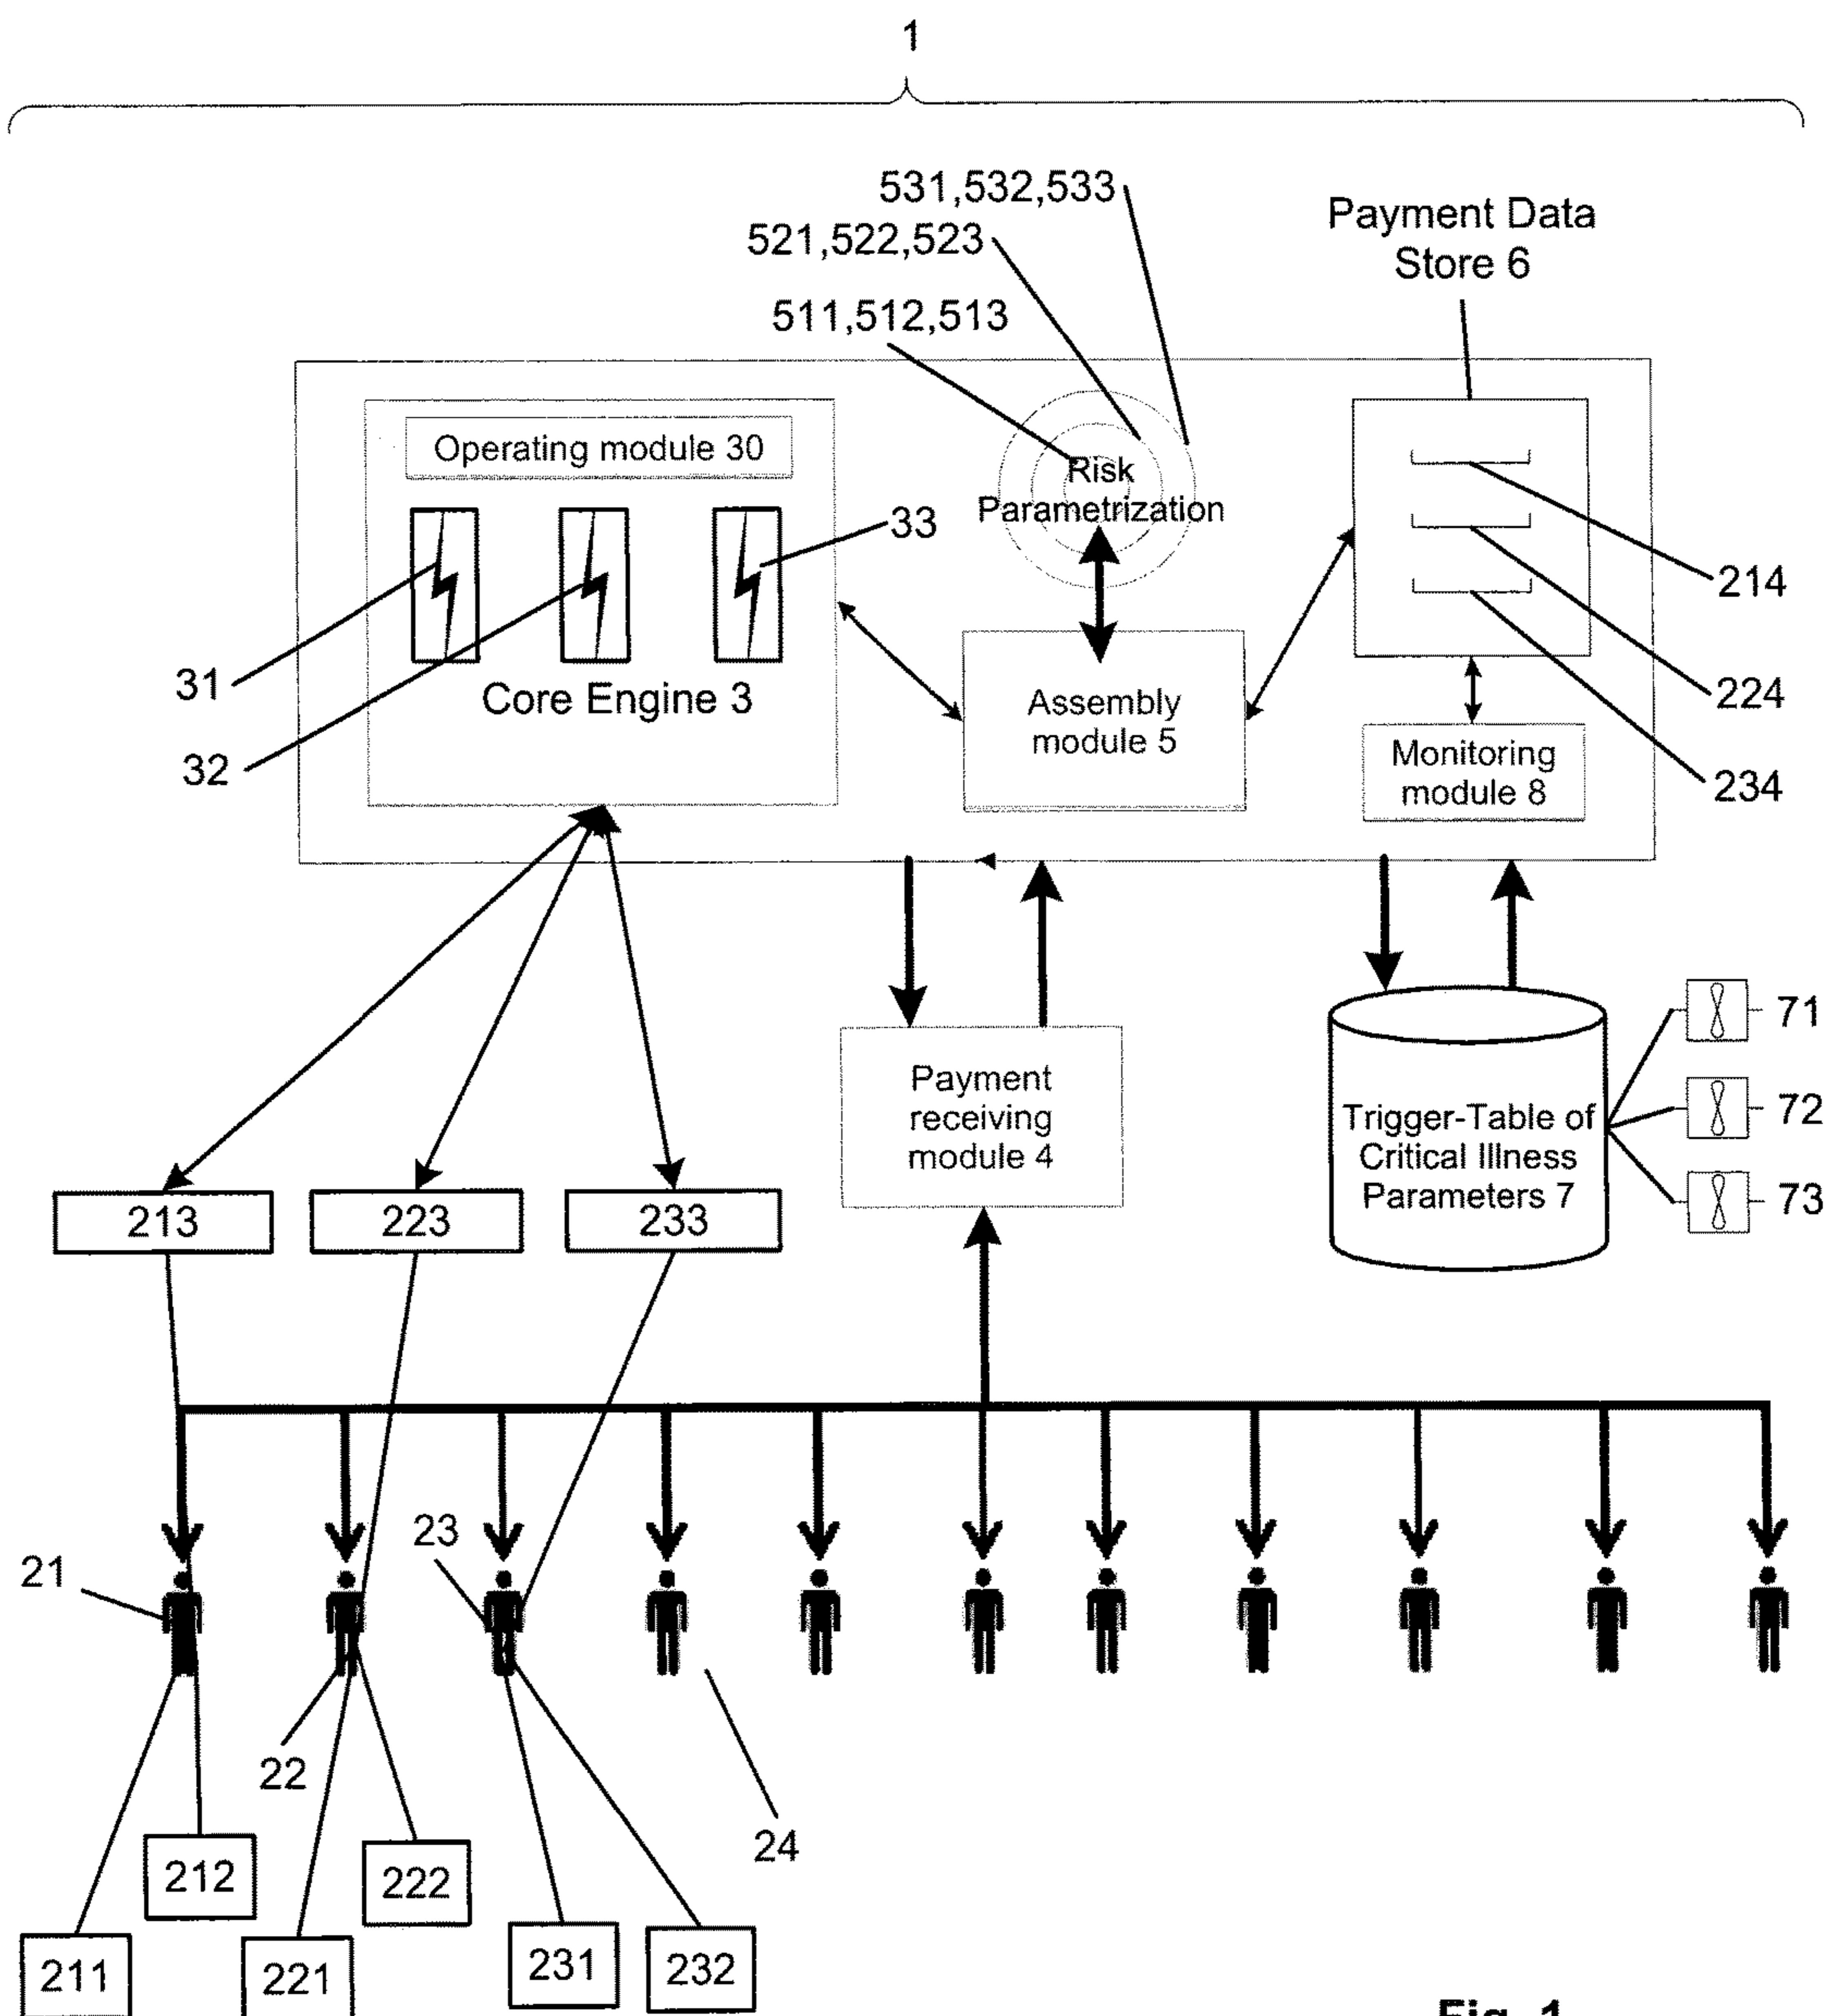 1
531,532,533
521,522,523
511,512,513
Payment Data
Store 6
Operating module 30
Risk
Parametrization
33
214
31
Core Engine 3
Assembly
module 5
224
32
Monitoring
module 8
234
71
Payment
receiving
module 4
72
Trigger-Table of
Critical Illness
Parameters 7
73
213
223
233
23
21
22
24
212
222
211
221
231
232
Fig. 1